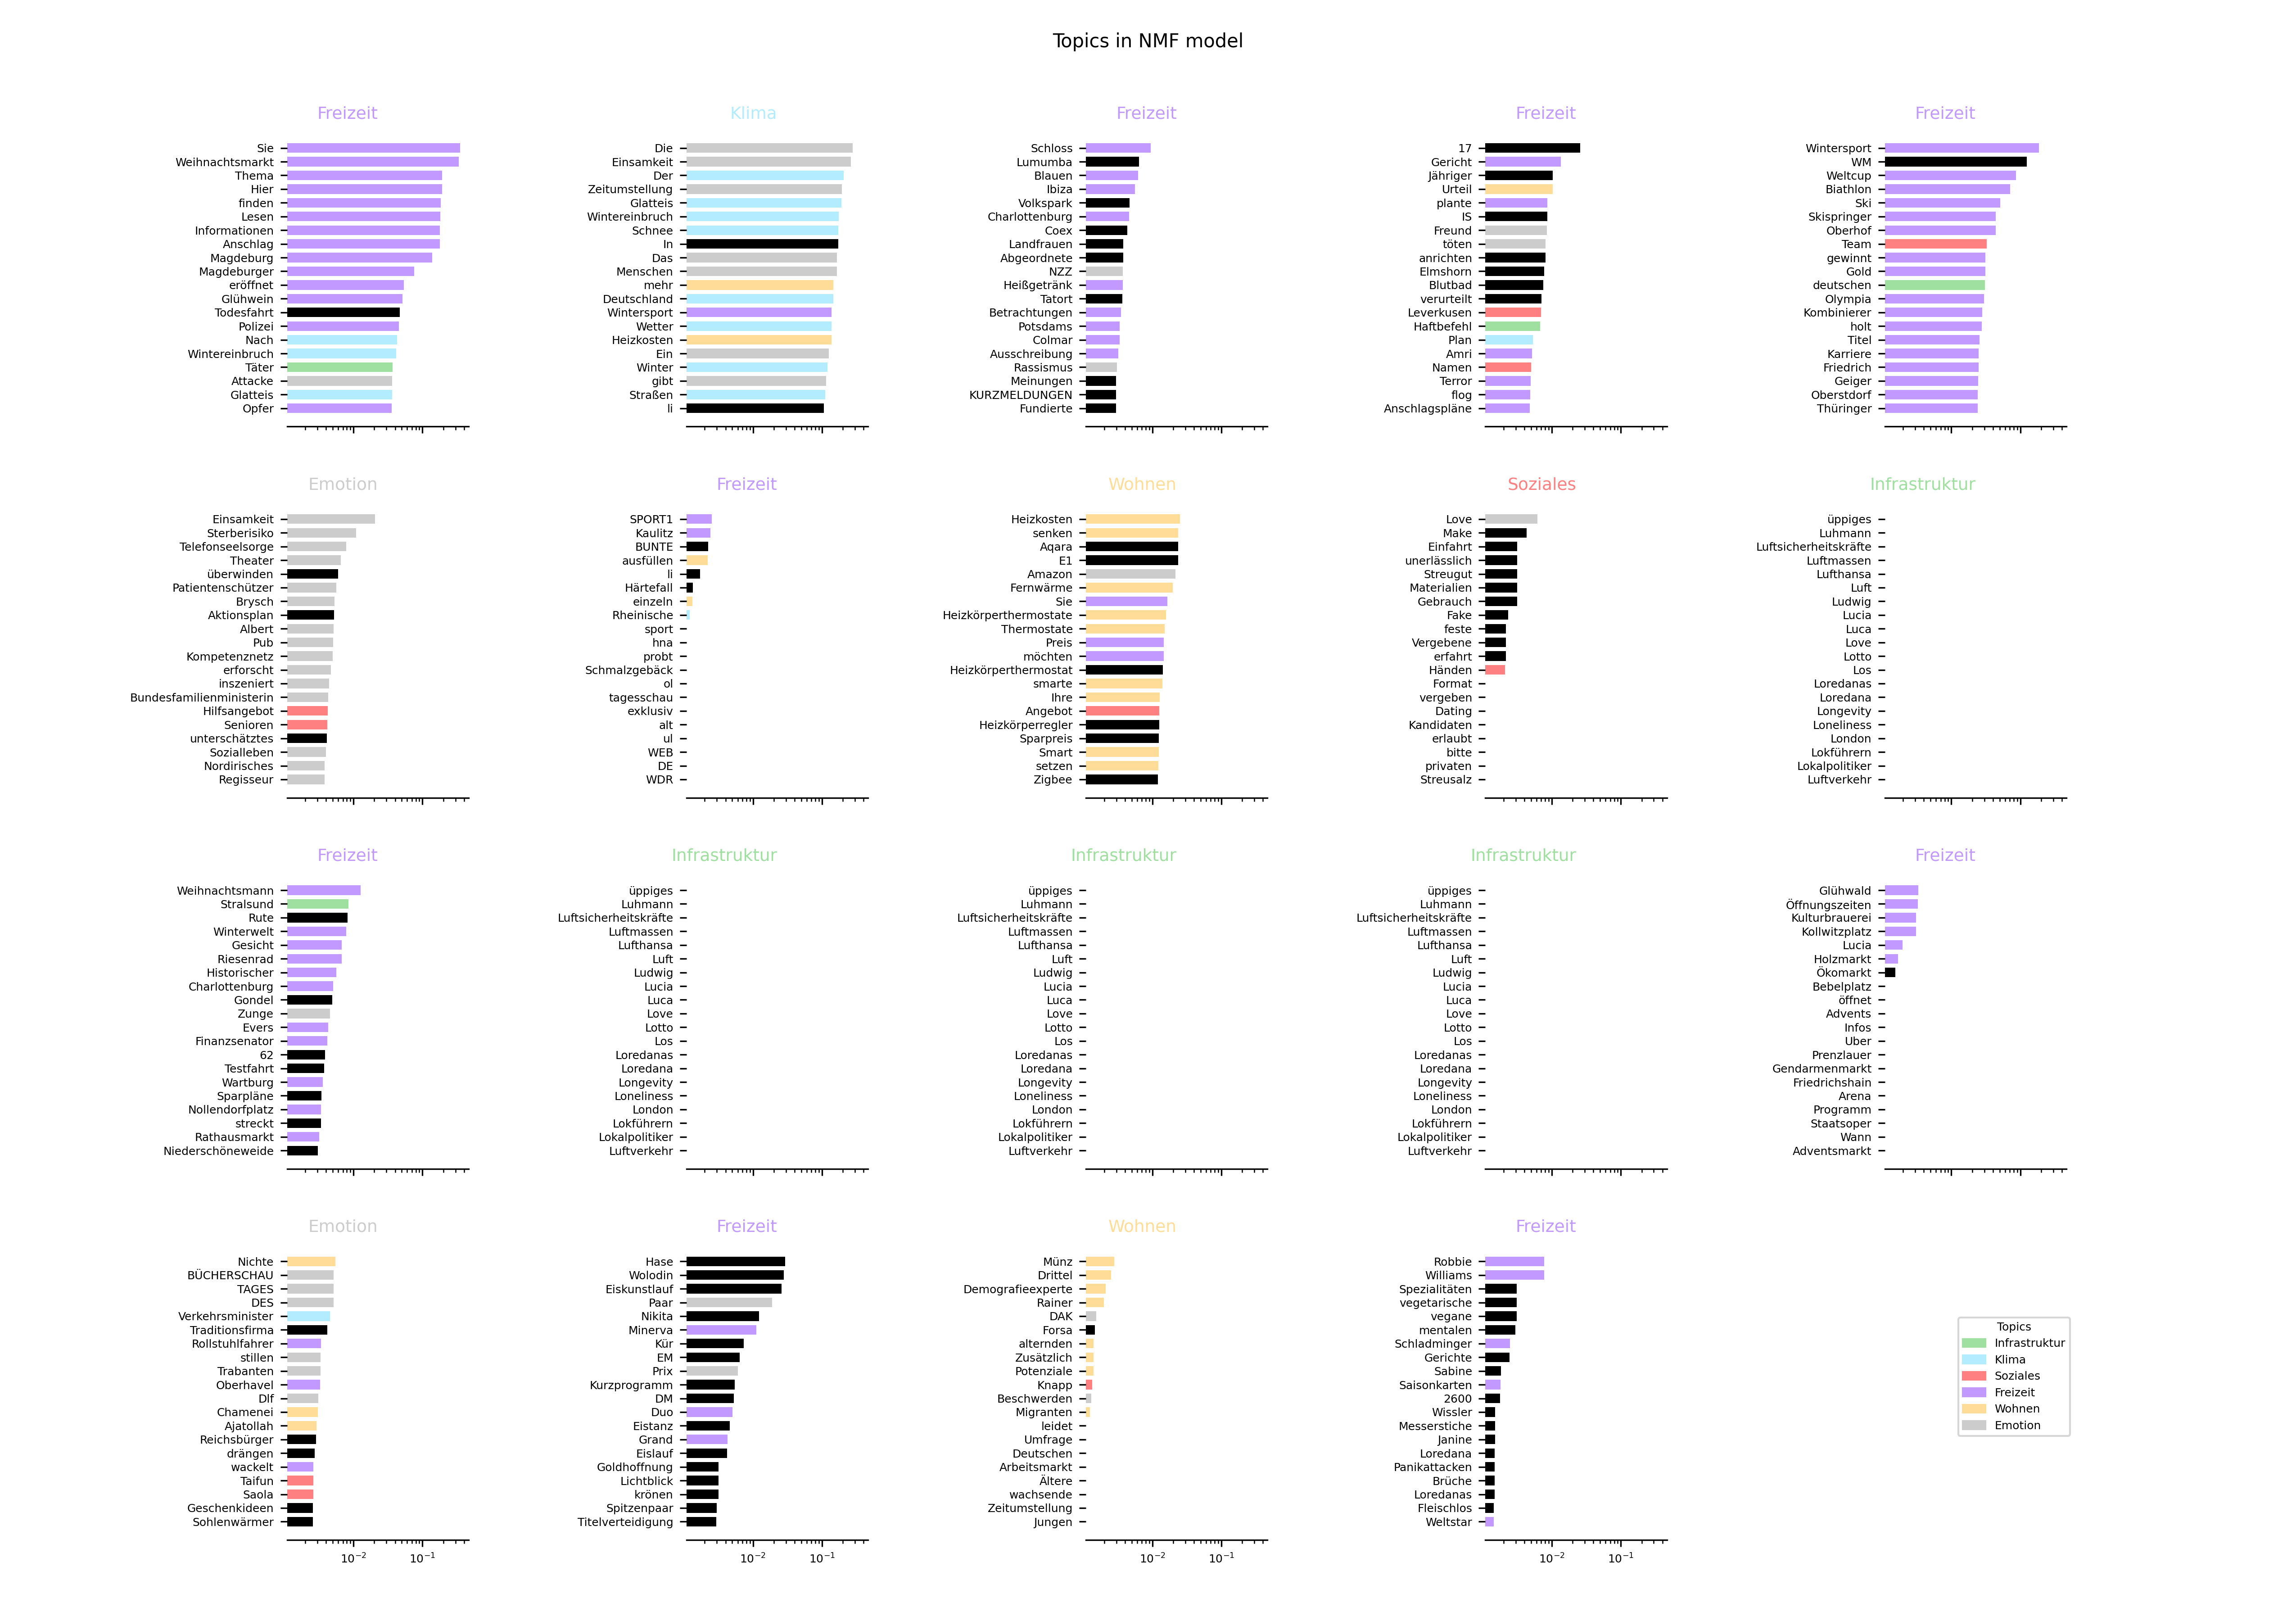 Topics in NMF model
Freizeit
Sie
Weihnachtsmarkt
Thema
Hier
finden
Lesen
Informationen
Anschlag
Magdeburg
Magdeburger
eröffnet
Glühwein
Todesfahrt
Polizei
Nach
Wintereinbruch
Täter
Attacke
Glatteis
Opfer
Klima
Die
Einsamkeit
Der
Zeitumstellung
Glatteis
Wintereinbruch
Schnee
In
Das
Menschen
mehr
Deutschland
Wintersport
Wetter
Heizkosten
Ein
Winter
gibt
Straßen
li
Freizeit
Schloss
Lumumba
Blauen
Ibiza
Volkspark
Charlottenburg
Coex
Landfrauen
Abgeordnete
NZZ
Heißgetränk
Tatort
Betrachtungen
Potsdams
Colmar
Ausschreibung
Rassismus
Meinungen
KURZMELDUNGEN
Fundierte
Freizeit
17
Gericht
Jähriger
Urteil
plante
IS
Freund
töten
anrichten
Elmshorn
Blutbad
verurteilt
Leverkusen
Haftbefehl
Plan
Amri
Namen
Terror
flog
Anschlagspläne
Freizeit
Wintersport
WM
Weltcup
Biathlon
Ski
Skispringer
Oberhof
Team
gewinnt
Gold
deutschen
Olympia
Kombinierer
holt
Titel
Karriere
Friedrich
Geiger
Oberstdorf
Thüringer
Emotion
Einsamkeit
Sterberisiko
Telefonseelsorge
Theater
überwinden
Patientenschützer
Brysch
Aktionsplan
Albert
Pub
Kompetenznetz
erforscht
inszeniert
Bundesfamilienministerin
Hilfsangebot
Senioren
unterschätztes
Sozialleben
Nordirisches
Regisseur
Freizeit
SPORT1
Kaulitz
BUNTE
ausfüllen
li
Härtefall
einzeln
Rheinische
sport
hna
probt
Schmalzgebäck
ol
tagesschau
exklusiv
alt
ul
WEB
DE
WDR
Wohnen
Heizkosten
senken
Aqara
E1
Amazon
Fernwärme
Sie
Heizkörperthermostate
Thermostate
Preis
möchten
Heizkörperthermostat
smarte
Ihre
Angebot
Heizkörperregler
Sparpreis
Smart
setzen
Zigbee
Soziales
Love
Make
Einfahrt
unerlässlich
Streugut
Materialien
Gebrauch
Fake
feste
Vergebene
erfahrt
Händen
Format
vergeben
Dating
Kandidaten
erlaubt
bitte
privaten
Streusalz
Infrastruktur
üppiges
Luhmann
Luftsicherheitskräfte
Luftmassen
Lufthansa
Luft
Ludwig
Lucia
Luca
Love
Lotto
Los
Loredanas
Loredana
Longevity
Loneliness
London
Lokführern
Lokalpolitiker
Luftverkehr
Freizeit
Weihnachtsmann
Stralsund
Rute
Winterwelt
Gesicht
Riesenrad
Historischer
Charlottenburg
Gondel
Zunge
Evers
Finanzsenator
62
Testfahrt
Wartburg
Sparpläne
Nollendorfplatz
streckt
Rathausmarkt
Niederschöneweide
Infrastruktur
üppiges
Luhmann
Luftsicherheitskräfte
Luftmassen
Lufthansa
Luft
Ludwig
Lucia
Luca
Love
Lotto
Los
Loredanas
Loredana
Longevity
Loneliness
London
Lokführern
Lokalpolitiker
Luftverkehr
Infrastruktur
üppiges
Luhmann
Luftsicherheitskräfte
Luftmassen
Lufthansa
Luft
Ludwig
Lucia
Luca
Love
Lotto
Los
Loredanas
Loredana
Longevity
Loneliness
London
Lokführern
Lokalpolitiker
Luftverkehr
Infrastruktur
üppiges
Luhmann
Luftsicherheitskräfte
Luftmassen
Lufthansa
Luft
Ludwig
Lucia
Luca
Love
Lotto
Los
Loredanas
Loredana
Longevity
Loneliness
London
Lokführern
Lokalpolitiker
Luftverkehr
Freizeit
Glühwald
Öffnungszeiten
Kulturbrauerei
Kollwitzplatz
Lucia
Holzmarkt
Ökomarkt
Bebelplatz
öffnet
Advents
Infos
Uber
Prenzlauer
Gendarmenmarkt
Friedrichshain
Arena
Programm
Staatsoper
Wann
Adventsmarkt
Emotion
Nichte
BÜCHERSCHAU
TAGES
DES
Verkehrsminister
Traditionsfirma
Rollstuhlfahrer
stillen
Trabanten
Oberhavel
Dlf
Chamenei
Ajatollah
Reichsbürger
drängen
wackelt
Taifun
Saola
Geschenkideen
Sohlenwärmer
10⁻² 10⁻¹
Freizeit
Hase
Wolodin
Eiskunstlauf
Paar
Nikita
Minerva
Kür
EM
Prix
Kurzprogramm
DM
Duo
Eistanz
Grand
Eislauf
Goldhoffnung
Lichtblick
krönen
Spitzenpaar
Titelverteidigung
10⁻² 10⁻¹
Wohnen
Münz
Drittel
Demografieexperte
Rainer
DAK
Forsa
alternden
Zusätzlich
Potenziale
Knapp
Beschwerden
Migranten
leidet
Umfrage
Deutschen
Arbeitsmarkt
Ältere
wachsende
Zeitumstellung
Jungen
10⁻² 10⁻¹
Freizeit
Robbie
Williams
Spezialitäten
vegetarische
vegane
mentalen
Schladminger
Gerichte
Sabine
Saisonkarten
2600
Wissler
Messerstiche
Janine
Loredana
Panikattacken
Brüche
Loredanas
Fleischlos
Weltstar
10⁻² 10⁻¹
Topics
Infrastruktur
Klima
Soziales
Freizeit
Wohnen
Emotion